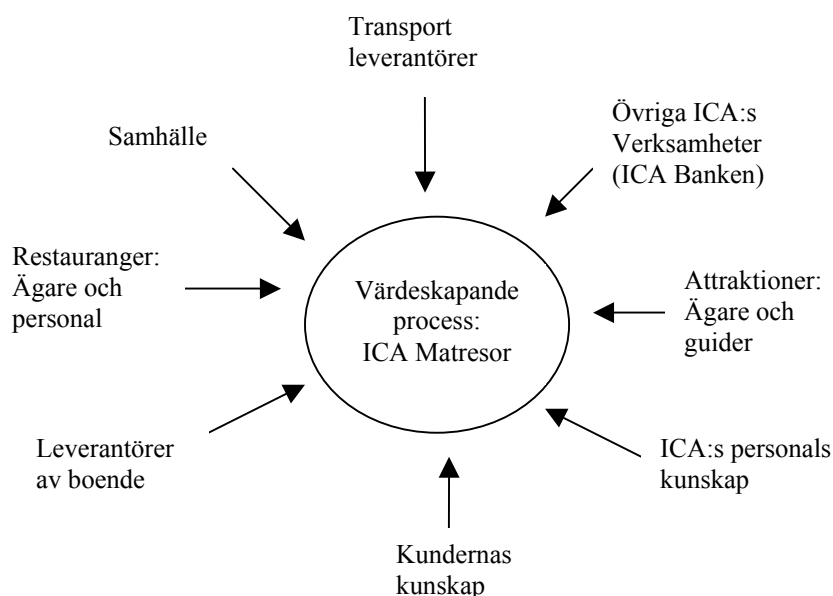 Transport
leverantörer
Övriga ICA:s
Verksamheter
(ICA Banken)
Samhälle
Restauranger:
Ägare och
personal
Värdeskapande
process:
ICA Matresor
Attraktioner:
Ägare och
guider
Leverantörer
av boende
ICA:s personals
kunskap
Kundernas
kunskap